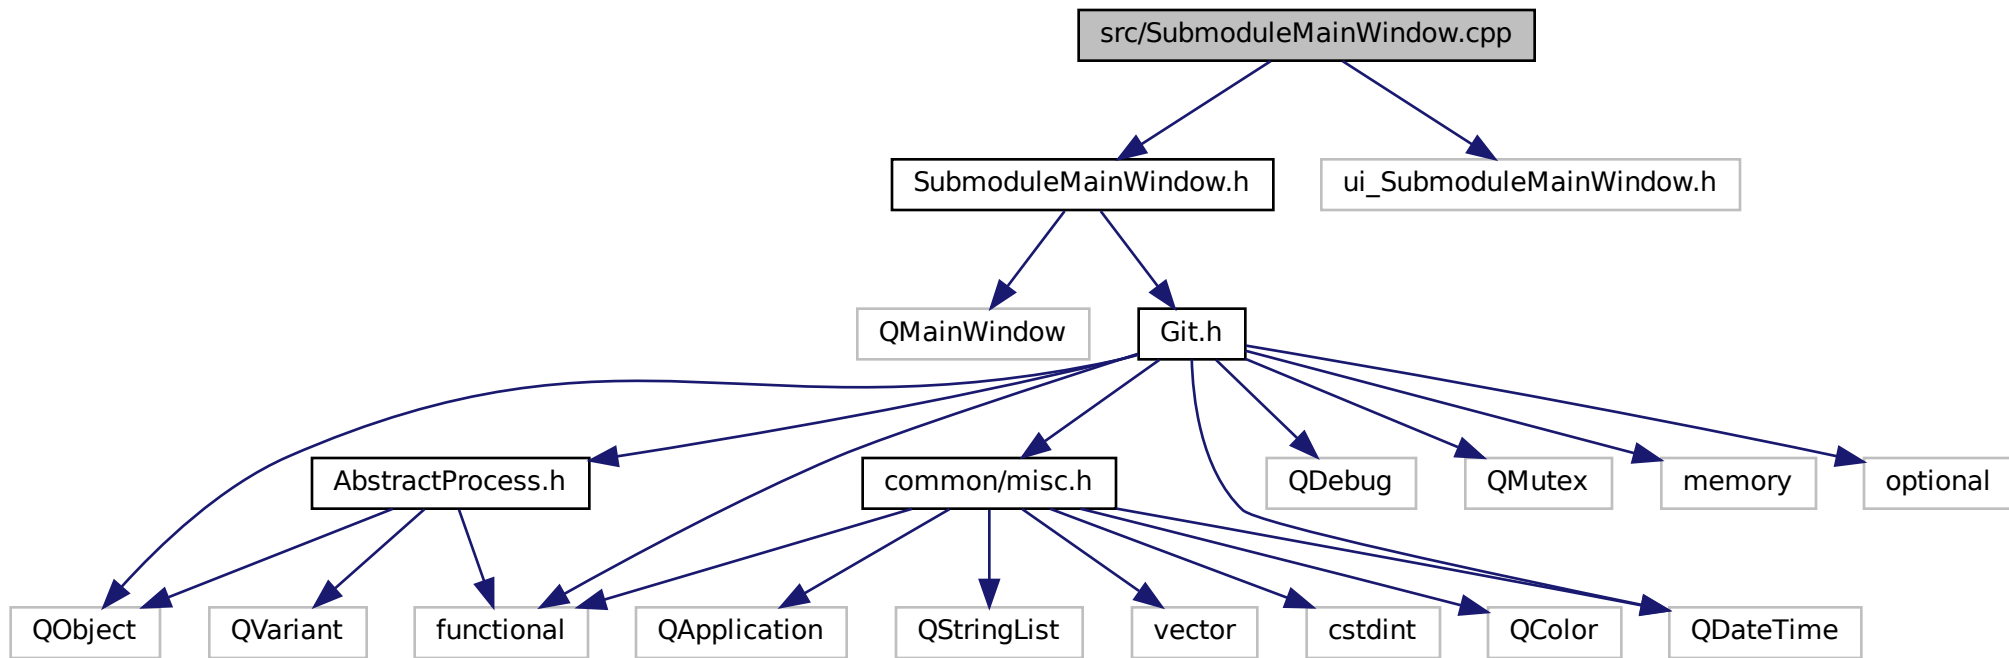 src/SubmoduleMainWindow.cpp
SubmoduleMainWindow.h
ui_SubmoduleMainWindow.h
QMainWindow
Git.h
AbstractProcess.h
common/misc.h
QDebug
QMutex
memory
optional
QObject
QVariant
functional
QApplication
QStringList
vector
cstdint
QColor
QDateTime